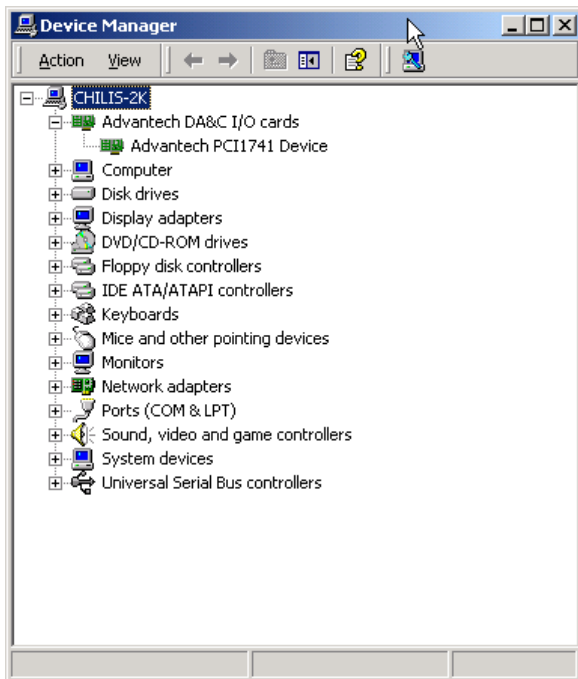 Device Manager
Action View
CHILIS-2K
Advantech DA&C I/O cards
Advantech PCI1741 Device
Computer
Disk drives
Display adapters
DVD/CD-ROM drives
Floppy disk controllers
IDE ATA/ATAPI controllers
Keyboards
Mice and other pointing devices
Monitors
Network adapters
Ports (COM & LPT)
Sound, video and game controllers
System devices
Universal Serial Bus controllers